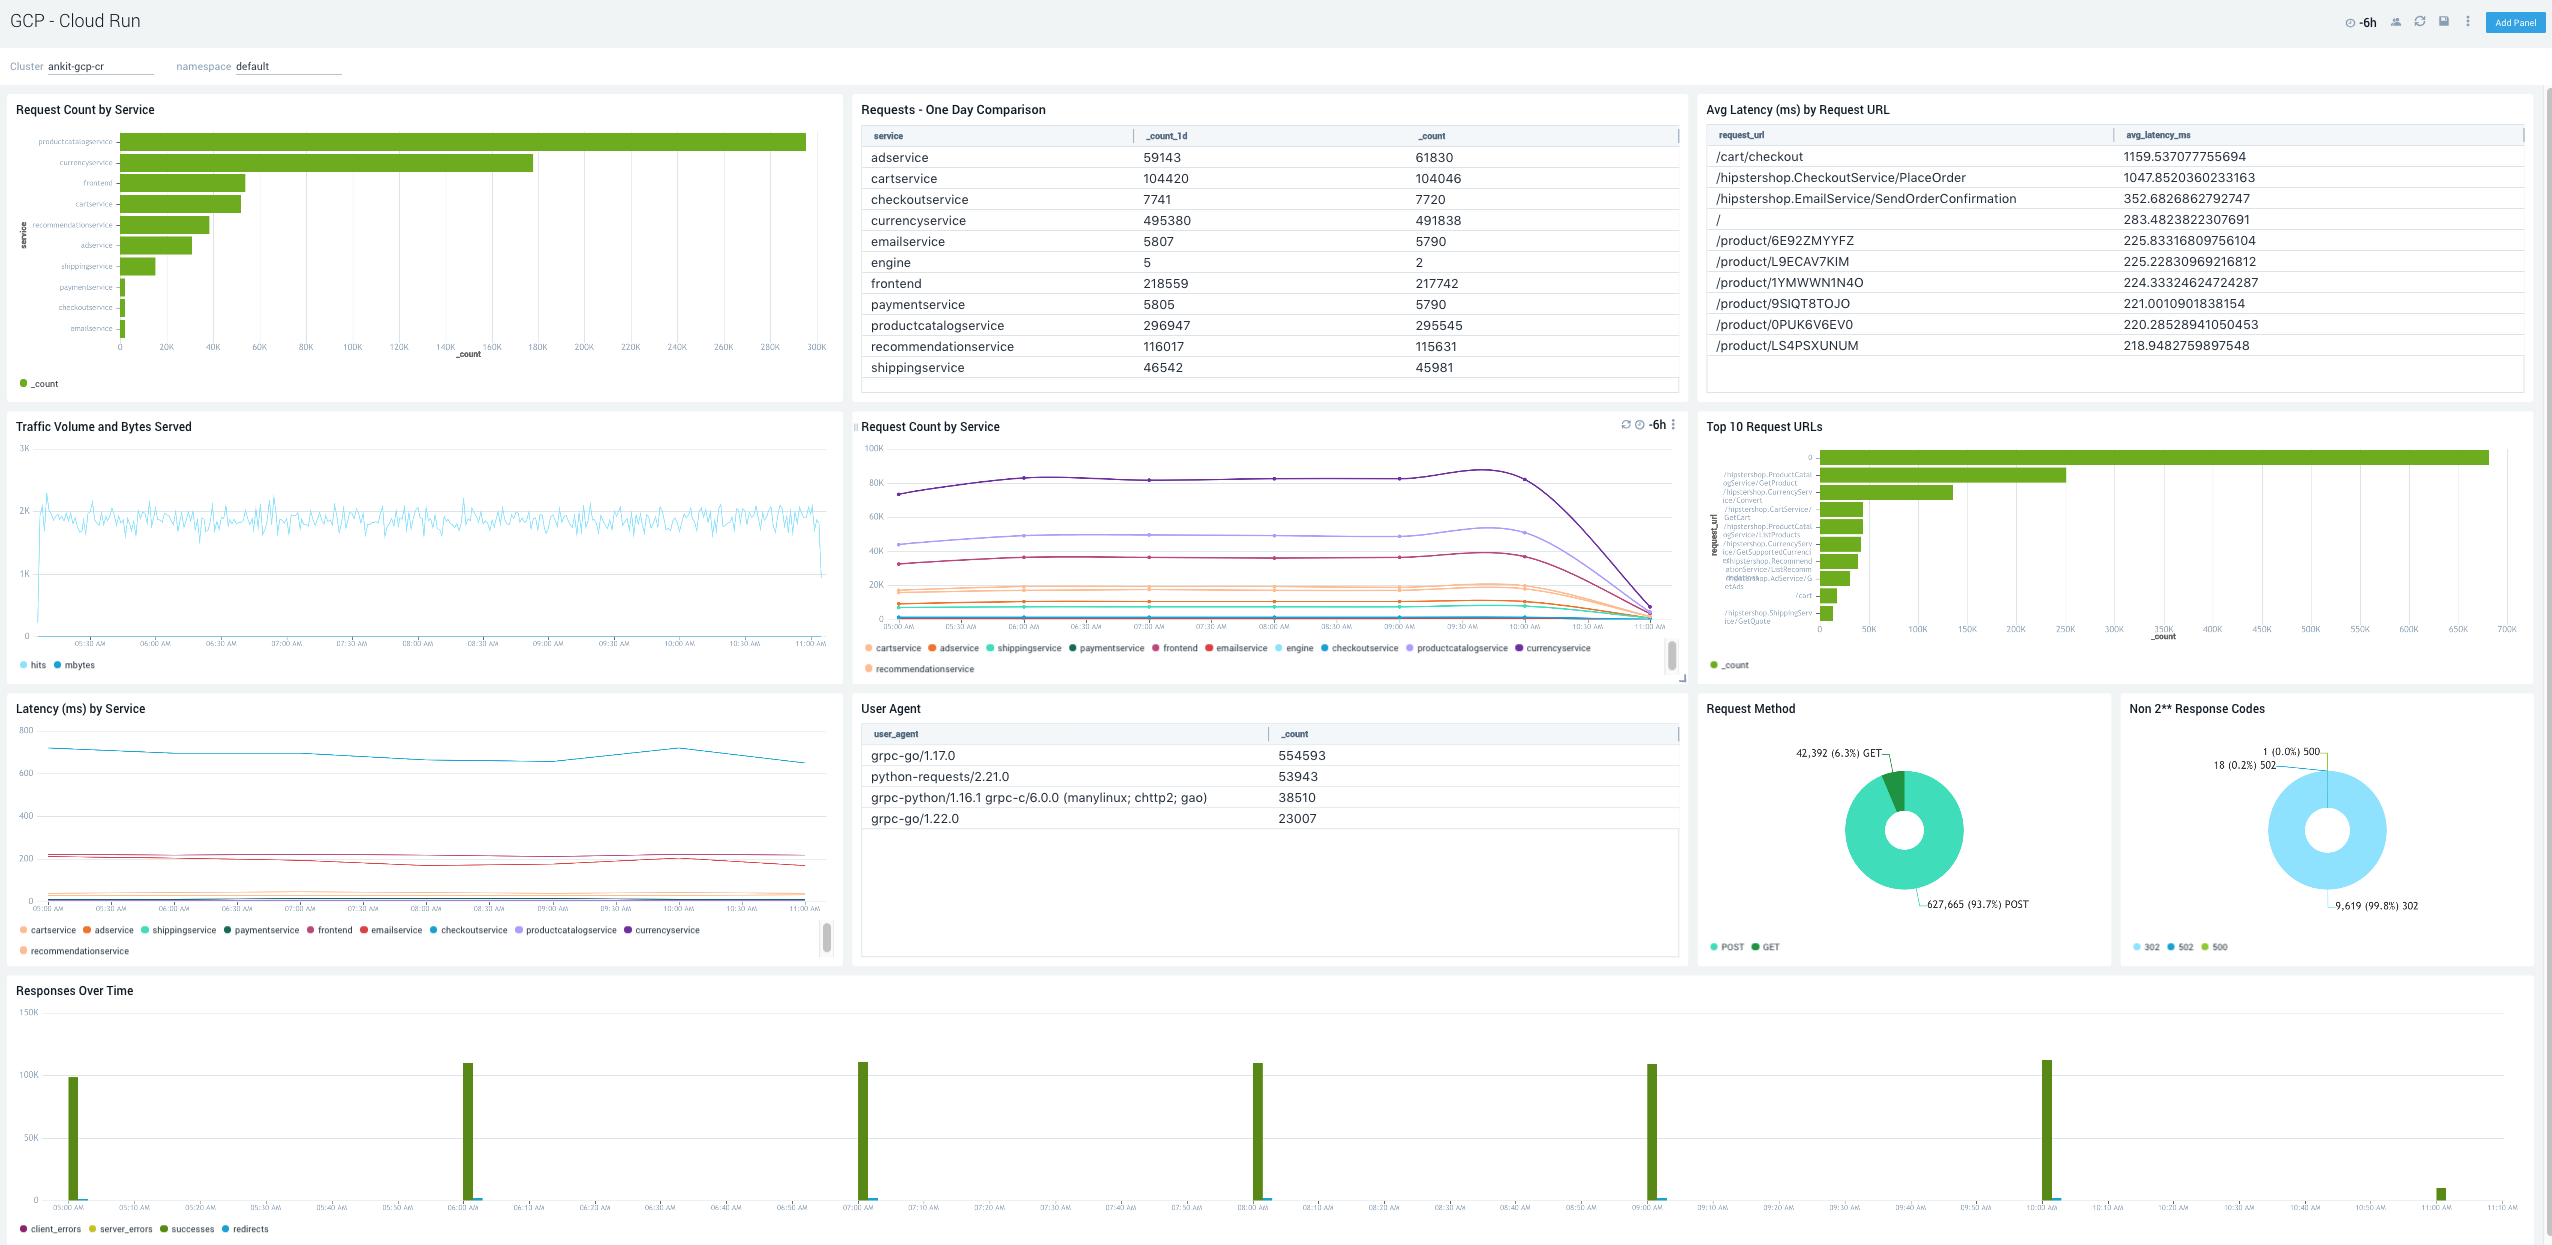 GCP - Cloud Run
-6h
Add Panel
Cluster ankit-gcp-cr namespace default
Request Count by Service
service
productcatalogservice
currencyservice
frontend
cartservice
recommendationservice
adservice
shippingservice
paymentservice
checkoutservice
emailservice
0 20K 40K 60K 80K 100K 120K 140K 160K 180K 200K 220K 240K 260K 280K 300K
_count
_count
Requests - One Day Comparison
service _count_1d _count
adservice 59143 61830
cartservice 104420 104046
checkoutservice 7741 7720
currencyservice 495380 491838
emailservice 5807 5790
engine 5 2
frontend 218559 217742
paymentservice 5805 5790
productcatalogservice 296947 295545
recommendationservice 116017 115631
shippingservice 46542 45981
Avg Latency (ms) by Request URL
request_url avg_latency_ms
/cart/checkout 1159.537077755694
/hipstershop.CheckoutService/PlaceOrder 1047.8520360233163
/hipstershop.EmailService/SendOrderConfirmation 352.6826862792747
/ 283.4823822307691
/product/6E92ZMYYFZ 225.83316809756104
/product/L9ECAV7KIM 225.22830969216812
/product/1YMWWN1N4O 224.33324624724287
/product/9SIQT8TOJO 221.0010901838154
/product/0PUK6V6EV0 220.28528941050453
/product/LS4PSXUNUM 218.9482759897548
Traffic Volume and Bytes Served
3K
2K
1K
0
05:30 AM 06:00 AM 06:30 AM 07:00 AM 07:30 AM 08:00 AM 08:30 AM 09:00 AM 09:30 AM 10:00 AM 10:30 AM 11:00 AM
hits mbytes
Request Count by Service
-6h
100K
80K
60K
40K
20K
0
05:00 AM 05:30 AM 06:00 AM 06:30 AM 07:00 AM 07:30 AM 08:00 AM 08:30 AM 09:00 AM 09:30 AM 10:00 AM 10:30 AM 11:00 AM
cartservice adservice shippingservice paymentservice frontend emailservice engine checkoutservice productcatalogservice currencyservice
recommendationservice
Top 10 Request URLs
request_url
0
/hipstershop.ProductCatal
ogService/GetProduct
/hipstershop.CurrencyServ
ice/Convert
/hipstershop.CartService/
GetCart
/hipstershop.ProductCatal
ogService/ListProducts
/hipstershop.CurrencyServ
ice/GetSupportedCurrenci
/hipstershop.Recommend
ationService/ListRecomm
/hipstershop.AdService/G
etAds
/cart
/hipstershop.ShippingServ
ice/GetQuote
0 50K 100K 150K 200K 250K 300K 350K 400K 450K 500K 550K 600K 650K 700K
_count
_count
Latency (ms) by Service
800
600
400
200
0
05:00 AM 05:30 AM 06:00 AM 06:30 AM 07:00 AM 07:30 AM 08:00 AM 08:30 AM 09:00 AM 09:30 AM 10:00 AM 10:30 AM 11:00 AM
cartservice adservice shippingservice paymentservice frontend emailservice checkoutservice productcatalogservice currencyservice
recommendationservice
User Agent
user_agent _count
grpc-go/1.17.0 554593
python-requests/2.21.0 53943
grpc-python/1.16.1 grpc-c/6.0.0 (manylinux; chttp2; gao) 38510
grpc-go/1.22.0 23007
Request Method
42,392 (6.3%) GET
627,665 (93.7%) POST
POST GET
Non 2** Response Codes
1 (0.0%) 500
18 (0.2%) 502
9,619 (99.8%) 302
302 502 500
Responses Over Time
150K
100K
50K
0
05:00 AM 05:10 AM 05:20 AM 05:30 AM 05:40 AM 05:50 AM 06:00 AM 06:10 AM 06:20 AM 06:30 AM 06:40 AM 06:50 AM 07:00 AM 07:10 AM 07:20 AM 07:30 AM 07:40 AM 07:50 AM 08:00 AM 08:10 AM 08:20 AM 08:30 AM 08:40 AM 08:50 AM 09:00 AM 09:10 AM 09:20 AM 09:30 AM 09:40 AM 09:50 AM 10:00 AM 10:10 AM 10:20 AM 10:30 AM 10:40 AM 10:50 AM 11:00 AM 11:10 AM
client_errors server_errors successes redirects